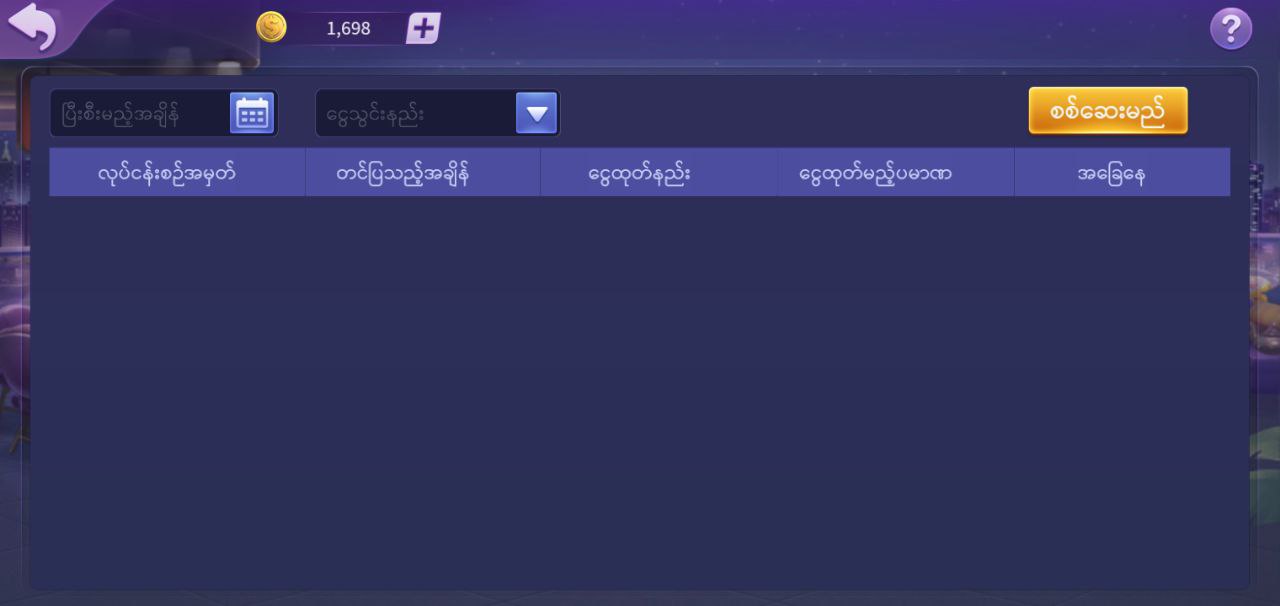 1,698
?
ပြီးစီးမည့်အချိန်
ငွေသွင်းနည်း
စစ်ဆေးမည်
လုပ်ငန်းစဉ်အမှတ်
တင်ပြသည့်အချိန်
ငွေထုတ်နည်း
ငွေထုတ်မည့်ပမာဏ
အခြေနေ